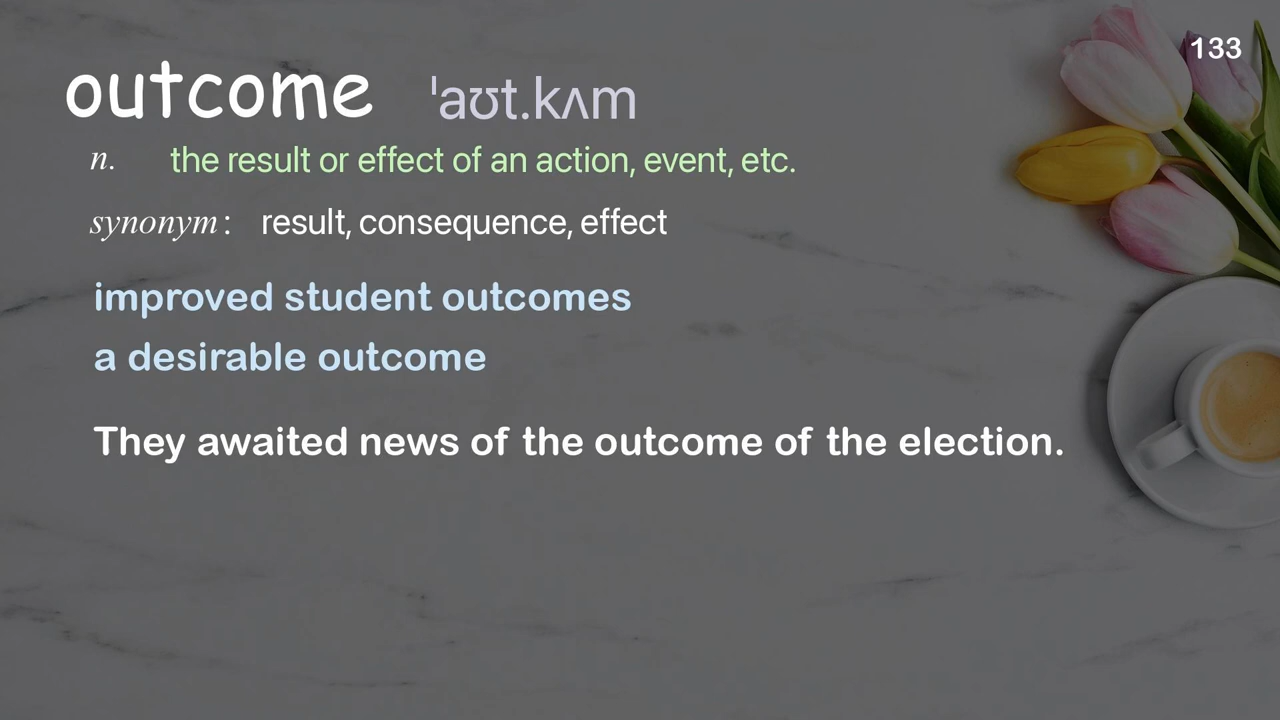 133
outcome ˈaʊt.kʌm
n. the result or effect of an action, event, etc.
synonym: result, consequence, effect
improved student outcomes
a desirable outcome
They awaited news of the outcome of the election.